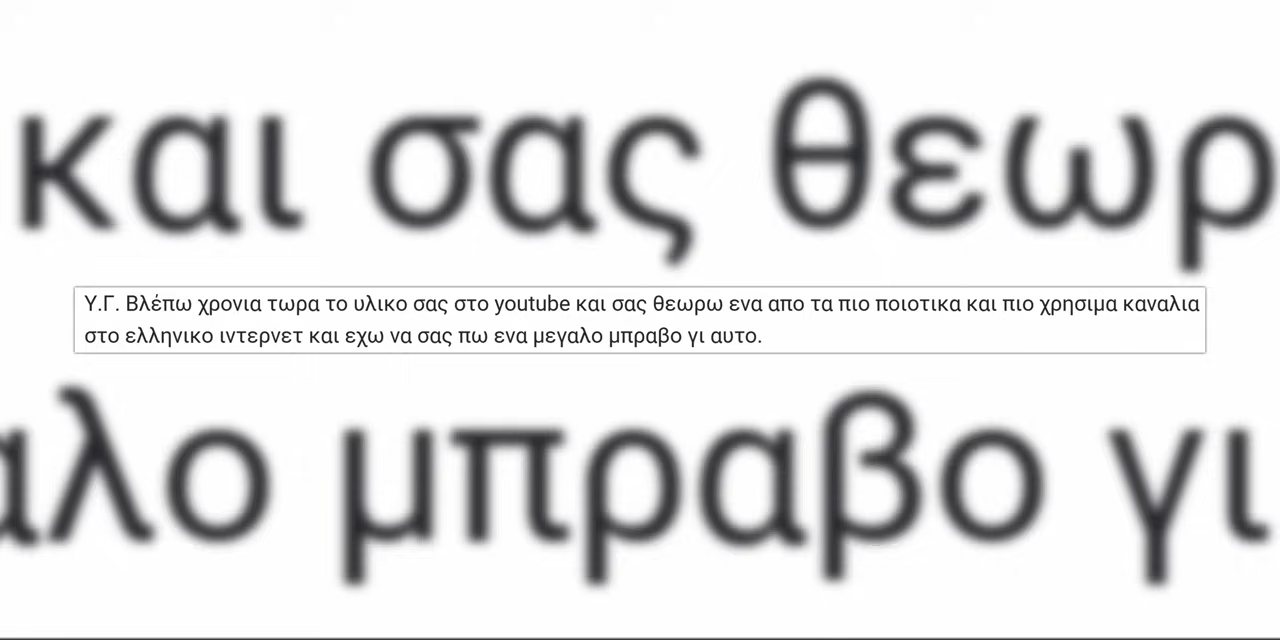 και σας θεωρ
Υ.Γ. Βλέπω χρονια τωρα το υλικο σας στο youtube και σας θεωρω ενα απο τα πιο ποιοτικα και πιο χρησιμα καναλια
στο ελληνικο ιντερνετ και εχω να σας πω ενα μεγαλο μπραβο γι αυτο.
αλο μπραβο γι